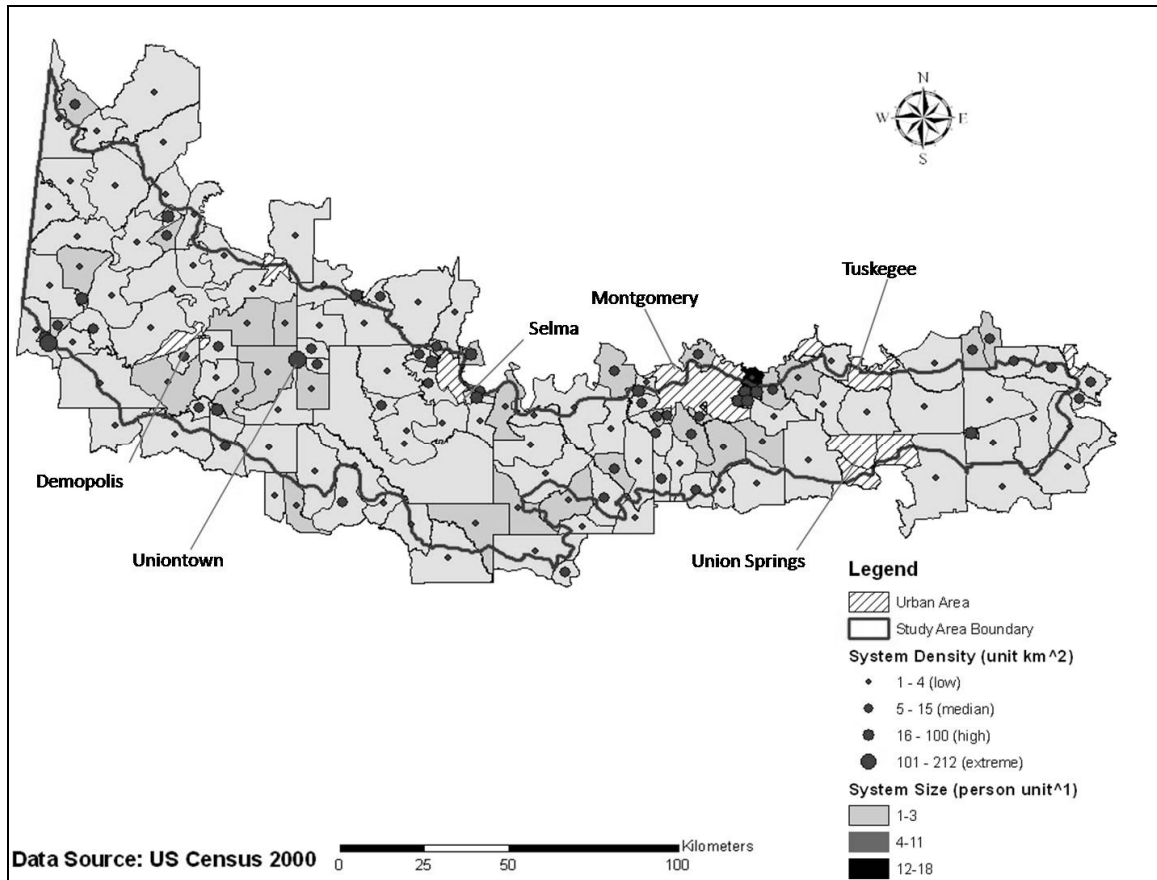 N
W E
S
Tuskegee
Montgomery
Selma
Demopolis
Uniontown
Union Springs
Legend
Urban Area
Study Area Boundary
System Density (unit km^2)
1 - 4 (low)
5 - 15 (median)
16 - 100 (high)
101 - 212 (extreme)
System Size (person unit^1)
1-3
4-11
12-18
Data Source: US Census 2000
Kilometers
0 25 50 100